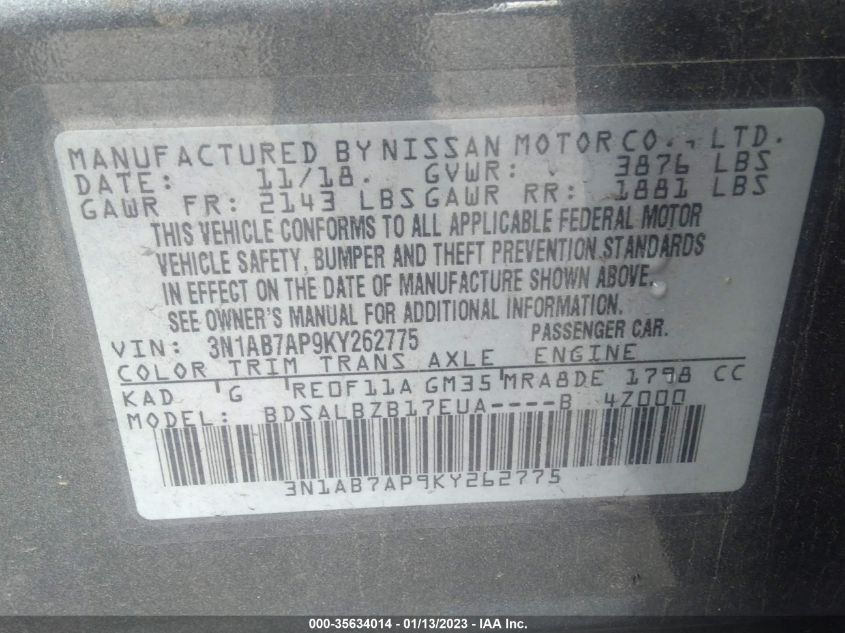 MANUFACTURED BY NISSAN MOTOR CO., LTD.
DATE: 11/18. GVWR: 3876 LBS
GAWR FR: 2143 LBS GAWR RR: 1881 LBS
THIS VEHICLE CONFORMS TO ALL APPLICABLE FEDERAL MOTOR
VEHICLE SAFETY, BUMPER AND THEFT PREVENTION STANDARDS
IN EFFECT ON THE DATE OF MANUFACTURE SHOWN ABOVE.
SEE OWNER'S MANUAL FOR ADDITIONAL INFORMATION.
VIN: 3N1AB7AP9KY262775 PASSENGER CAR.
COLOR TRIM TRANS AXLE ENGINE
KAD G RE0F11A GM35 MRA8DE 1798 CC
MODEL: BDSALBZB17EUA----B 4Z000
3N1AB7AP9KY262775
000-35634014 - 01/13/2023 - IAA Inc.